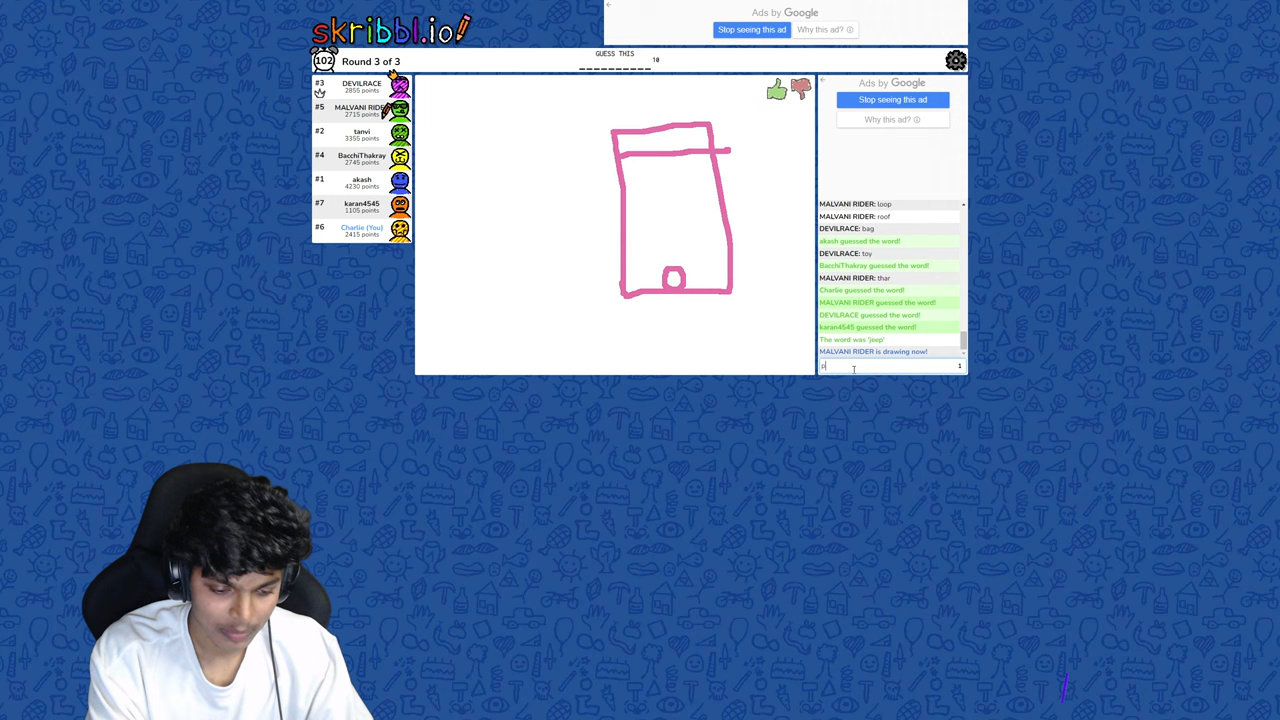 Ads by Google
Stop seeing this ad
Why this ad?
skribbl.io
102
Round 3 of 3
GUESS THIS
__________ 10
#3
DEVILRACE
2855 points
#5
MALVANI RIDE
2715 points
#2
tanvi
3355 points
#4
BacchiThakray
2745 points
#1
akash
4230 points
#7
karan4545
1105 points
#6
Charlie (You)
2415 points
Ads by Google
Stop seeing this ad
Why this ad?
MALVANI RIDER: loop
MALVANI RIDER: roof
DEVILRACE: bag
akash guessed the word!
DEVILRACE: toy
BacchiThakray guessed the word!
MALVANI RIDER: thar
Charlie guessed the word!
MALVANI RIDER guessed the word!
DEVILRACE guessed the word!
karan4545 guessed the word!
The word was 'jeep'
MALVANI RIDER is drawing now!
p 1